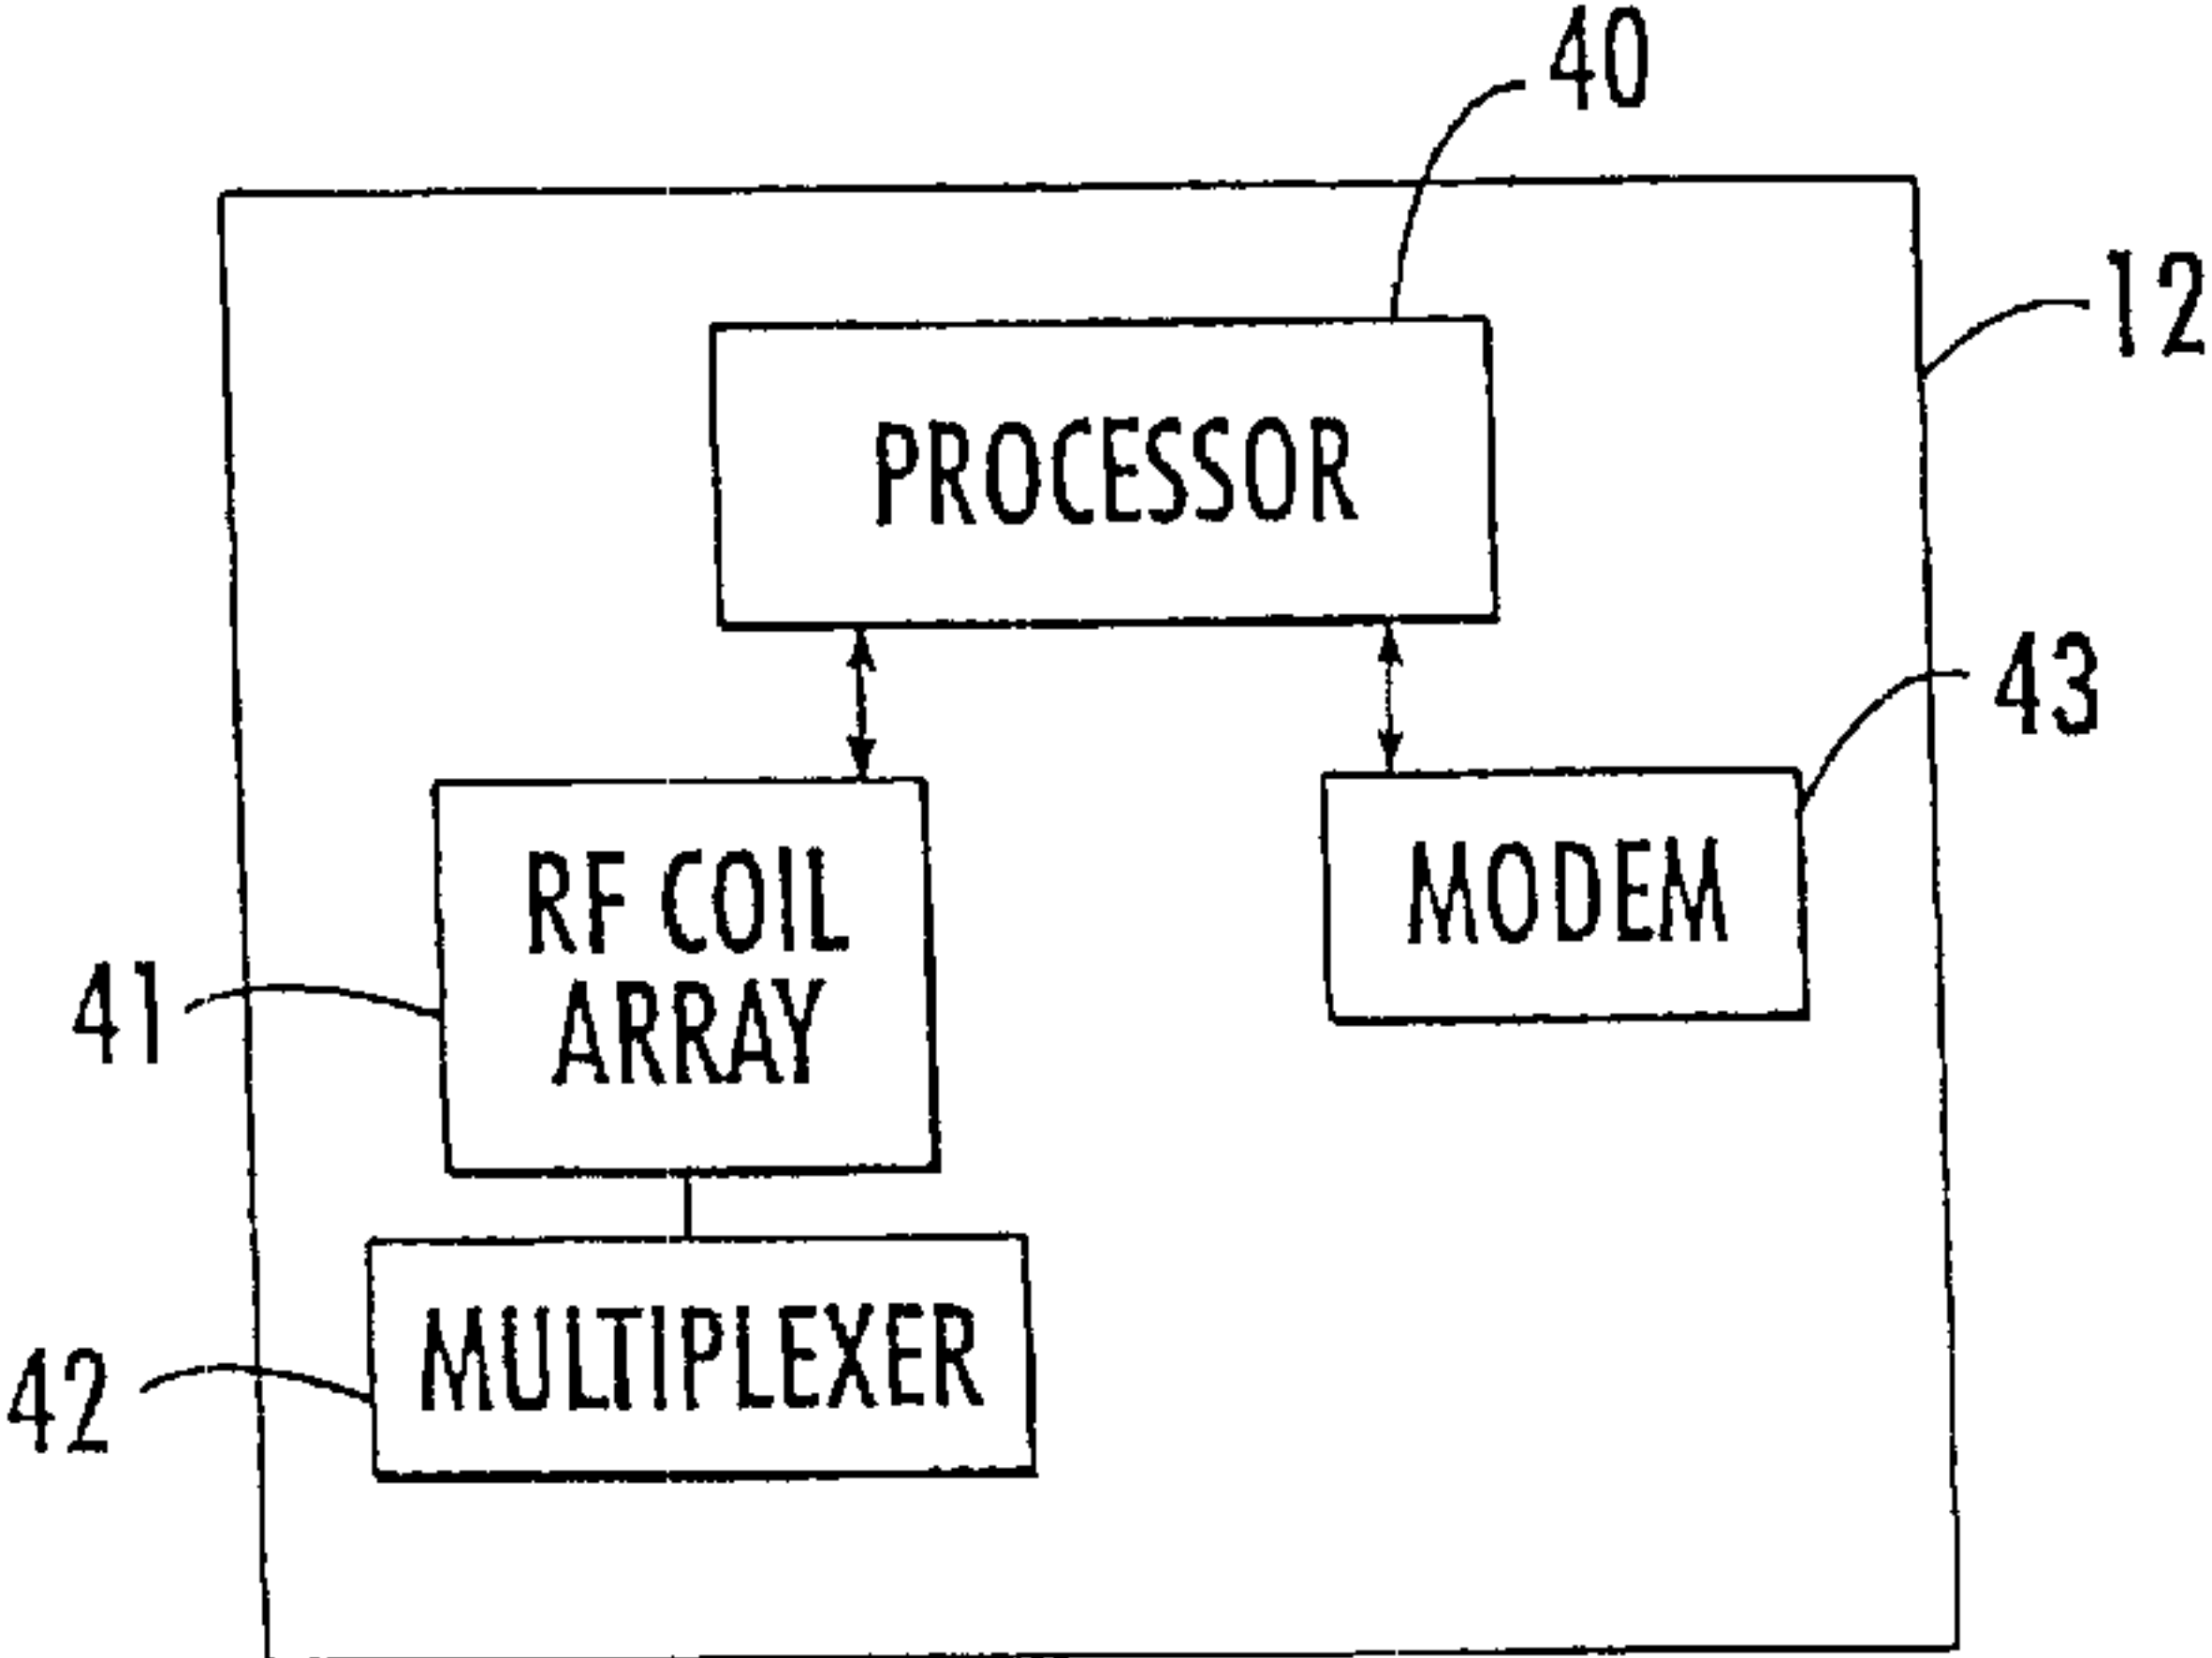 40
12
PROCESSOR
43
RF COIL
ARRAY
MODEM
41
MULTIPLEXER
42